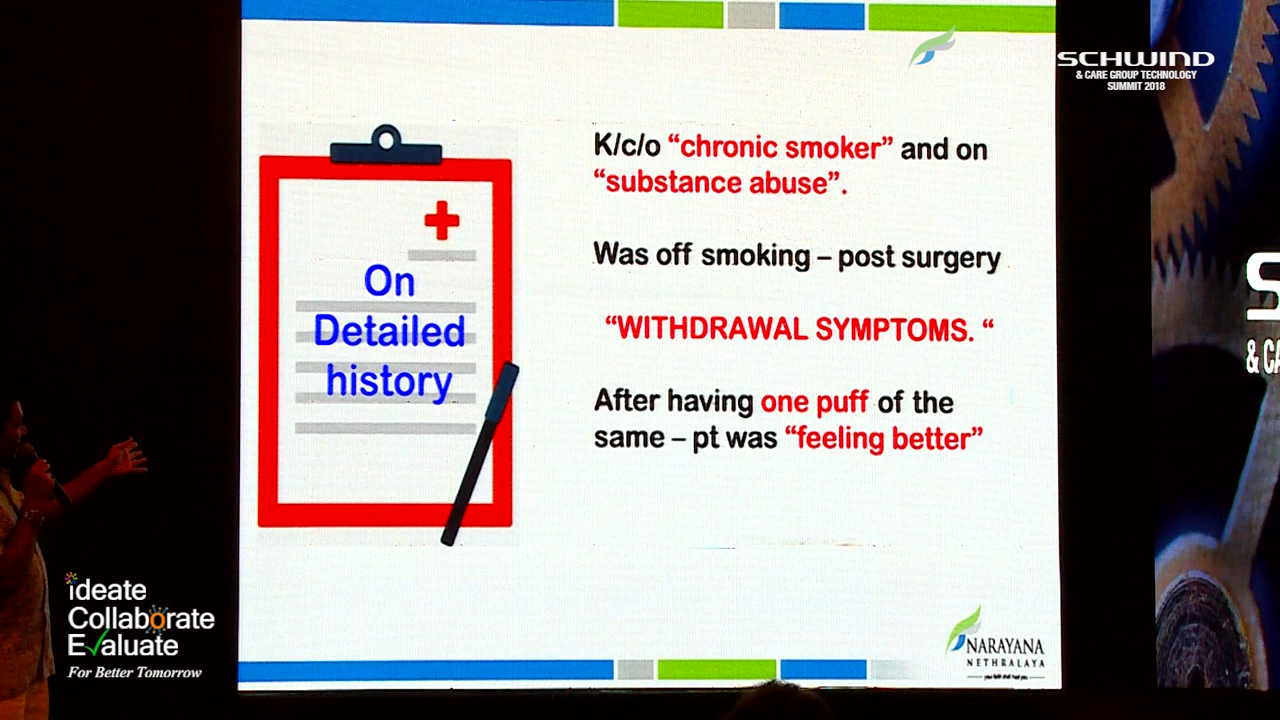 SCHWIND
& CARE GROUP TECHNOLOGY
SUMMIT 2018
K/c/o “chronic smoker” and on
“substance abuse”.
Was off smoking – post surgery
“WITHDRAWAL SYMPTOMS. “
After having one puff of the
same – pt was “feeling better”
On
Detailed
history
ideate
Collaborate
Evaluate
For Better Tomorrow
NARAYANA
NETHRALAYA
S
& CA